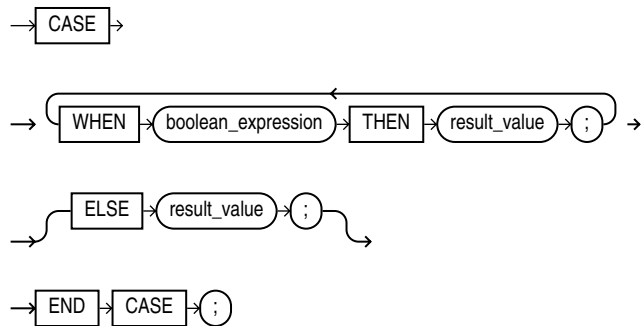 CASE
WHEN boolean_expression THEN result_value ;
ELSE result_value ;
END CASE ;